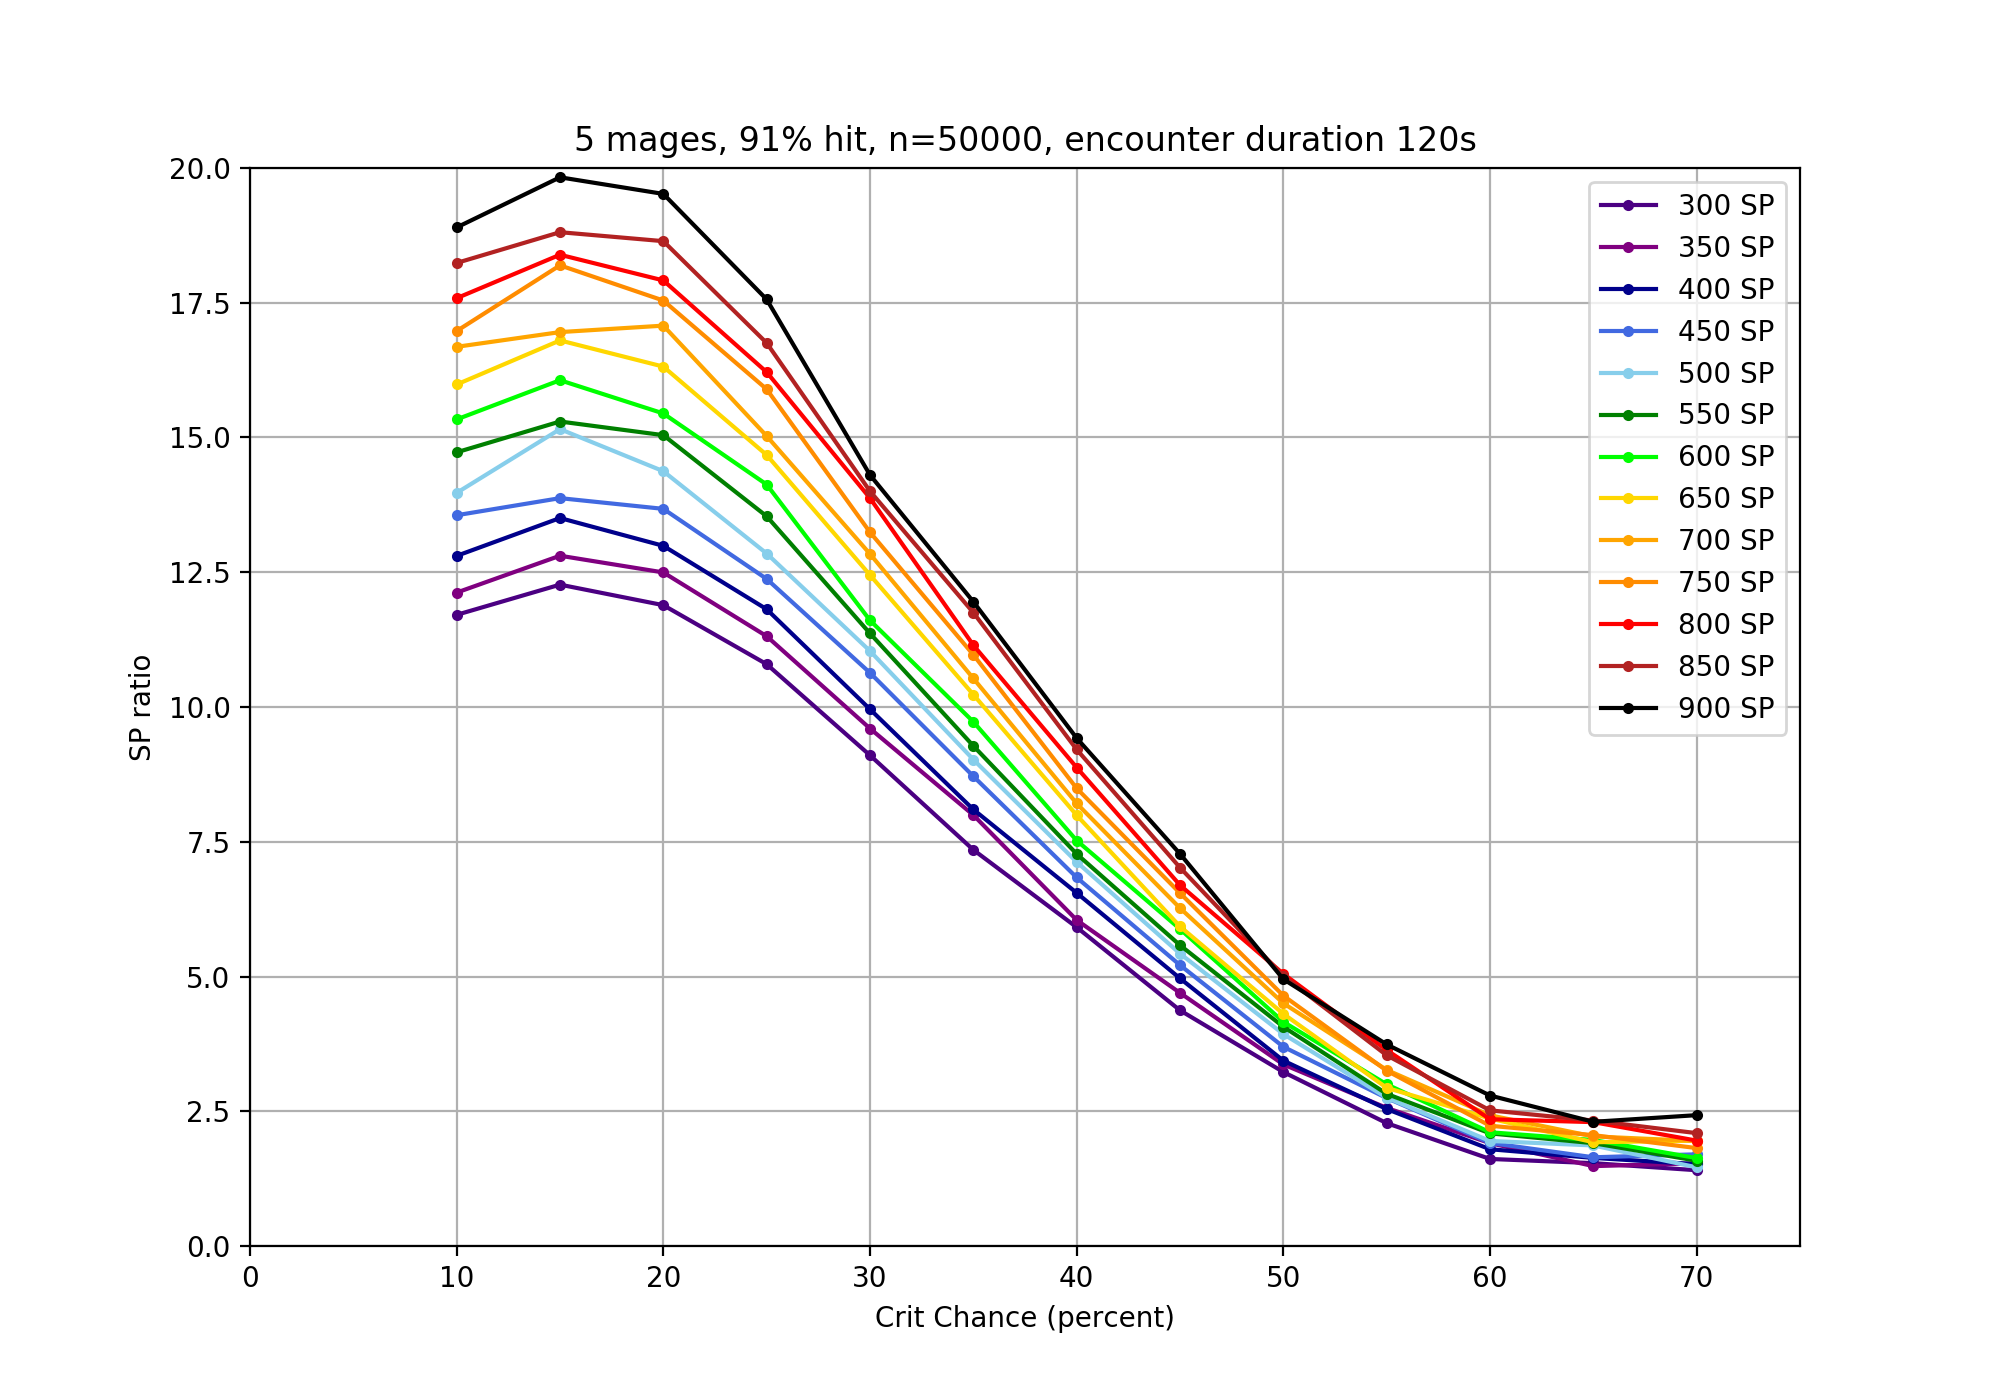 5 mages, 91% hit, n=50000, encounter duration 120s
20.0
17.5
15.0
12.5
10.0
7.5
5.0
2.5
0.0
SP ratio
300 SP
350 SP
400 SP
450 SP
500 SP
550 SP
600 SP
650 SP
700 SP
750 SP
800 SP
850 SP
900 SP
0 10 20 30 40 50 60 70
Crit Chance (percent)